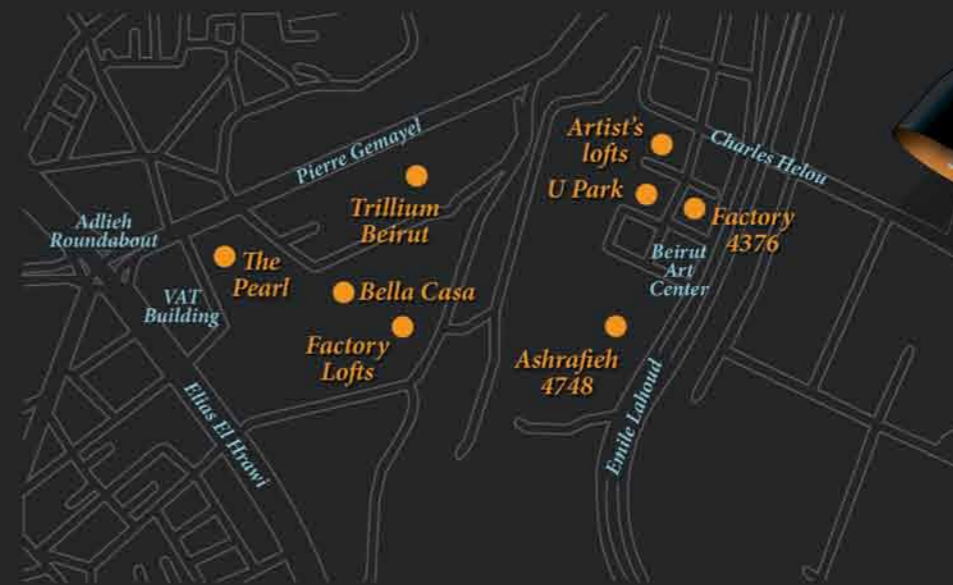 Pierre Gemayel
Artist's
lofts
Charles Helou
U Park
Factory
4376
Trillium
Beirut
Adlieh
Roundabout
The
Pearl
Beirut
Art
Center
VAT
Building
Bella Casa
Factory
Lofts
Ashrafieh
4748
Elias El Hrawi
Emile Lahoud